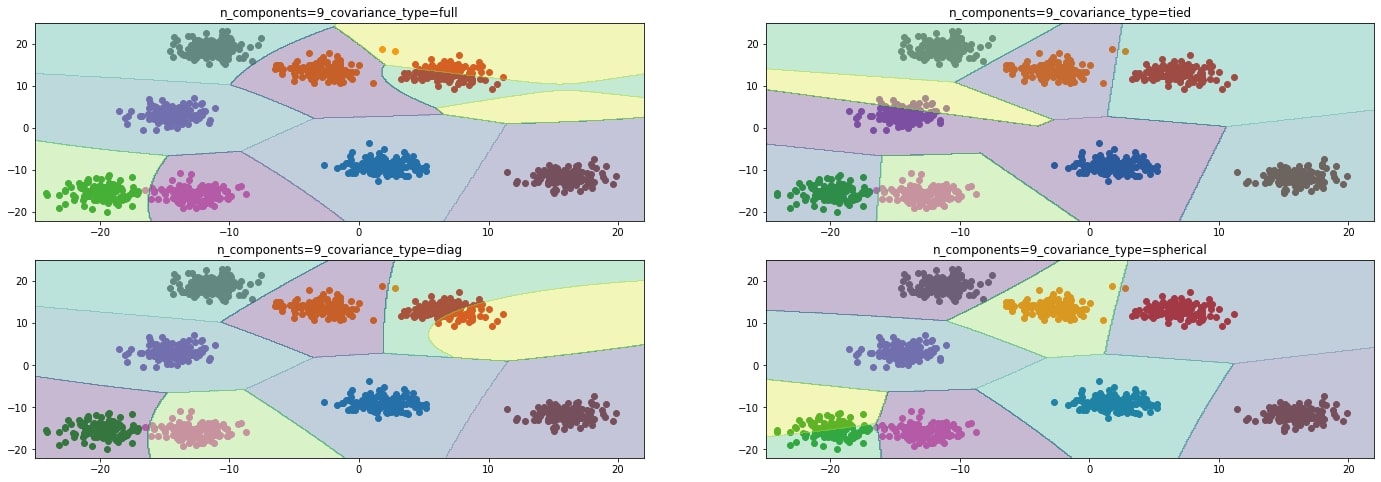 n_components=9_covariance_type=full
20
10
0
−10
−20
−20 −10 0 10 20
n_components=9_covariance_type=tied
20
10
0
−10
−20
−20 −10 0 10 20
n_components=9_covariance_type=diag
20
10
0
−10
−20
−20 −10 0 10 20
n_components=9_covariance_type=spherical
20
10
0
−10
−20
−20 −10 0 10 20